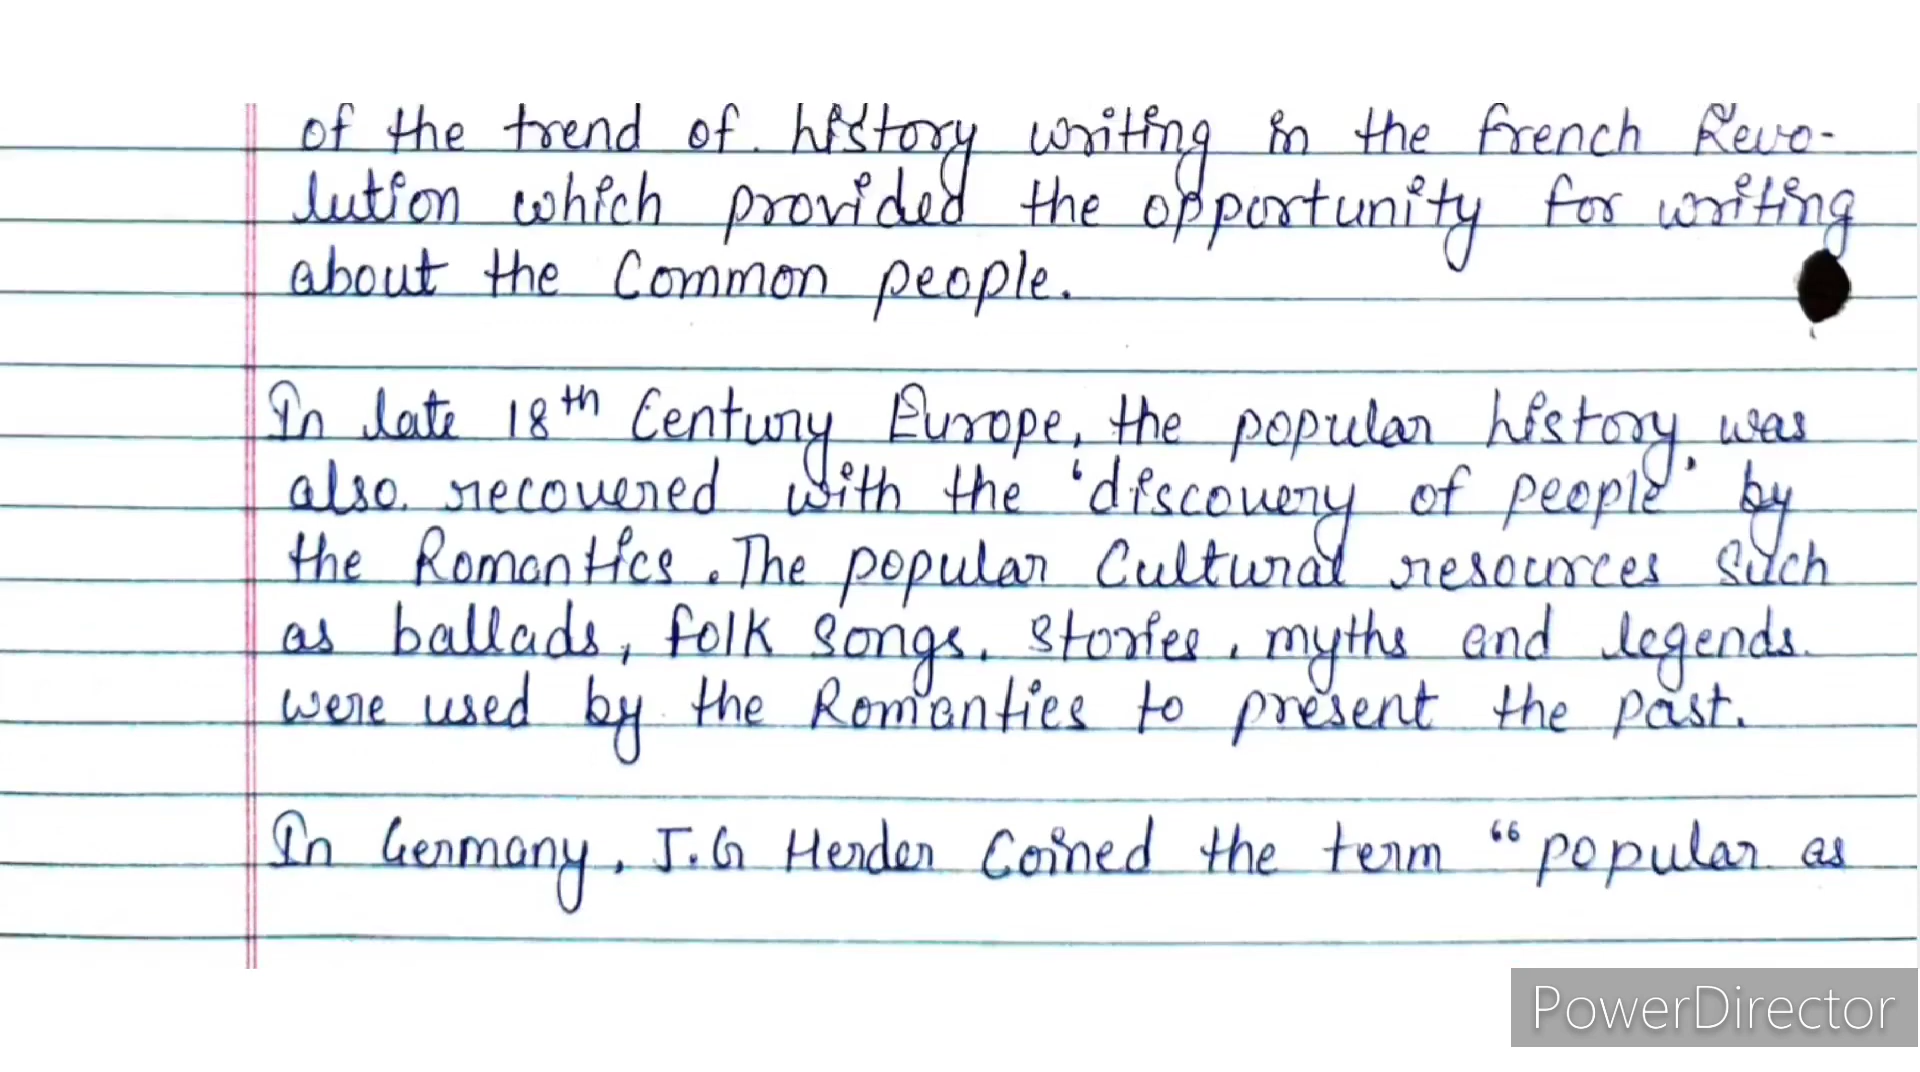 of the trend of history writing in the french Revo-
lution which provided the opportunity for writing
about the Common people.
In late 18th Century Europe, the popular history was
also recovered with the 'discovery of people' by
the Romantics. The popular Cultural resources Such
as ballads, folk songs, stories, myths and legends
were used by the Romantics to present the past.
In Germany, J.G Herder Coined the term "popular as
PowerDirector